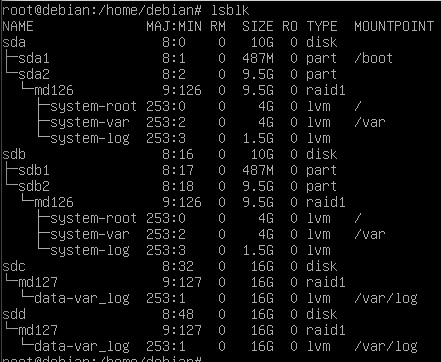 root@debian:/home/debian# lsblk
NAME                MAJ:MIN RM  SIZE RO TYPE  MOUNTPOINT
sda                   8:0    0   10G  0 disk
├─sda1                8:1    0  487M  0 part  /boot
└─sda2                8:2    0  9.5G  0 part
  └─md126             9:126  0  9.5G  0 raid1
    ├─system-root 253:0    0    4G  0 lvm   /
    ├─system-var  253:2    0    4G  0 lvm   /var
    └─system-log  253:3    0  1.5G  0 lvm
sdb                   8:16   0   10G  0 disk
├─sdb1                8:17   0  487M  0 part
└─sdb2                8:18   0  9.5G  0 part
  └─md126             9:126  0  9.5G  0 raid1
    ├─system-root 253:0    0    4G  0 lvm   /
    ├─system-var  253:2    0    4G  0 lvm   /var
    └─system-log  253:3    0  1.5G  0 lvm
sdc                   8:32   0   16G  0 disk
└─md127               9:127  0   16G  0 raid1
  └─data-var_log  253:1    0   16G  0 lvm   /var/log
sdd                   8:48   0   16G  0 disk
└─md127               9:127  0   16G  0 raid1
  └─data-var_log  253:1    0   16G  0 lvm   /var/log
root@debian:/home/debian#